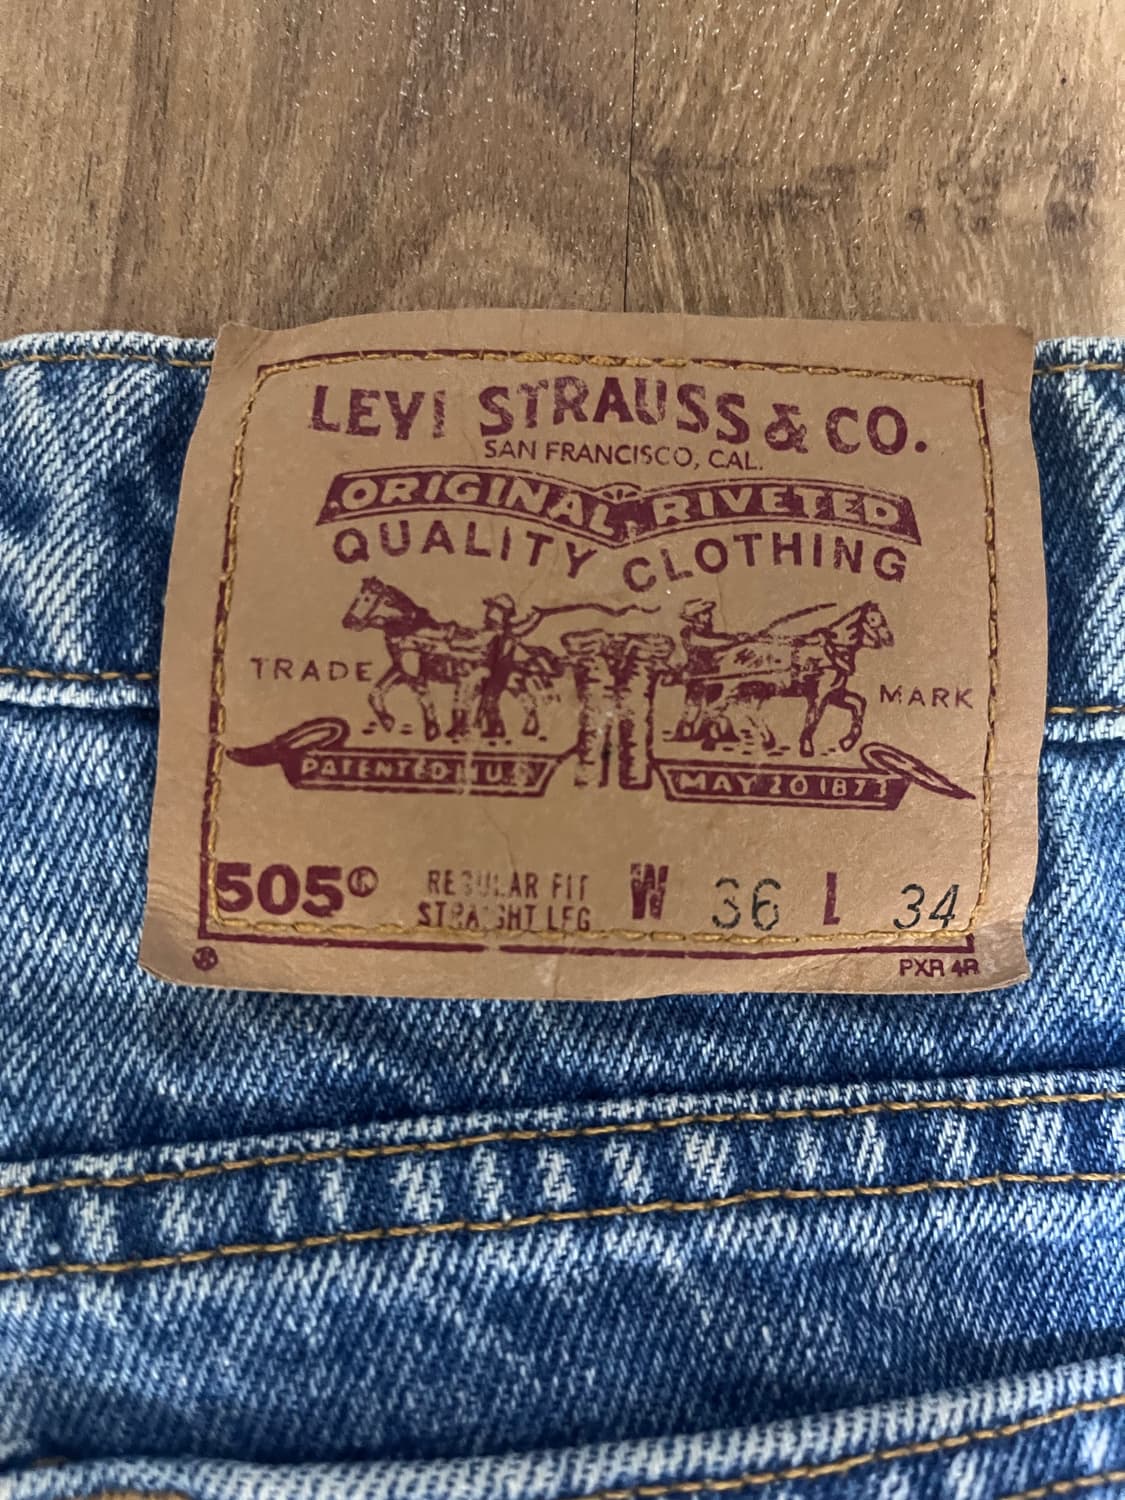 LEVI STRAUSS & CO.
SAN FRANCISCO, CAL.
ORIGINAL RIVETED
QUALITY CLOTHING
TRADE MARK
PATENTED IN U.S. MAY 20 1873
505® REGULAR FIT W 36 L 34
STRAIGHT LEG
® PXR 4R